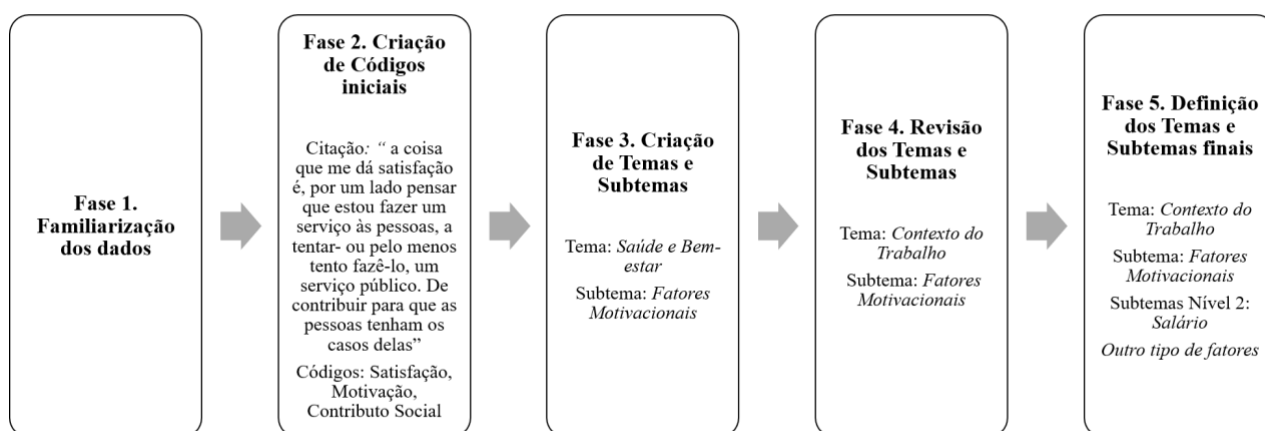 Fase 1.
Familiarização
dos dados
Fase 2. Criação
de Códigos
iniciais
Citação: “ a coisa
que me dá satisfação
é, por um lado pensar
que estou fazer um
serviço às pessoas, a
tentar- ou pelo menos
tento fazê-lo, um
serviço público. De
contribuir para que as
pessoas tenham os
casos delas”
Códigos: Satisfação,
Motivação,
Contributo Social
Fase 3. Criação
de Temas e
Subtemas
Tema: Saúde e Bem-
estar
Subtema: Fatores
Motivacionais
Fase 4. Revisão
dos Temas e
Subtemas
Tema: Contexto do
Trabalho
Subtema: Fatores
Motivacionais
Fase 5. Definição
dos Temas e
Subtemas finais
Tema: Contexto do
Trabalho
Subtema: Fatores
Motivacionais
Subtemas Nível 2:
Salário
Outro tipo de fatores